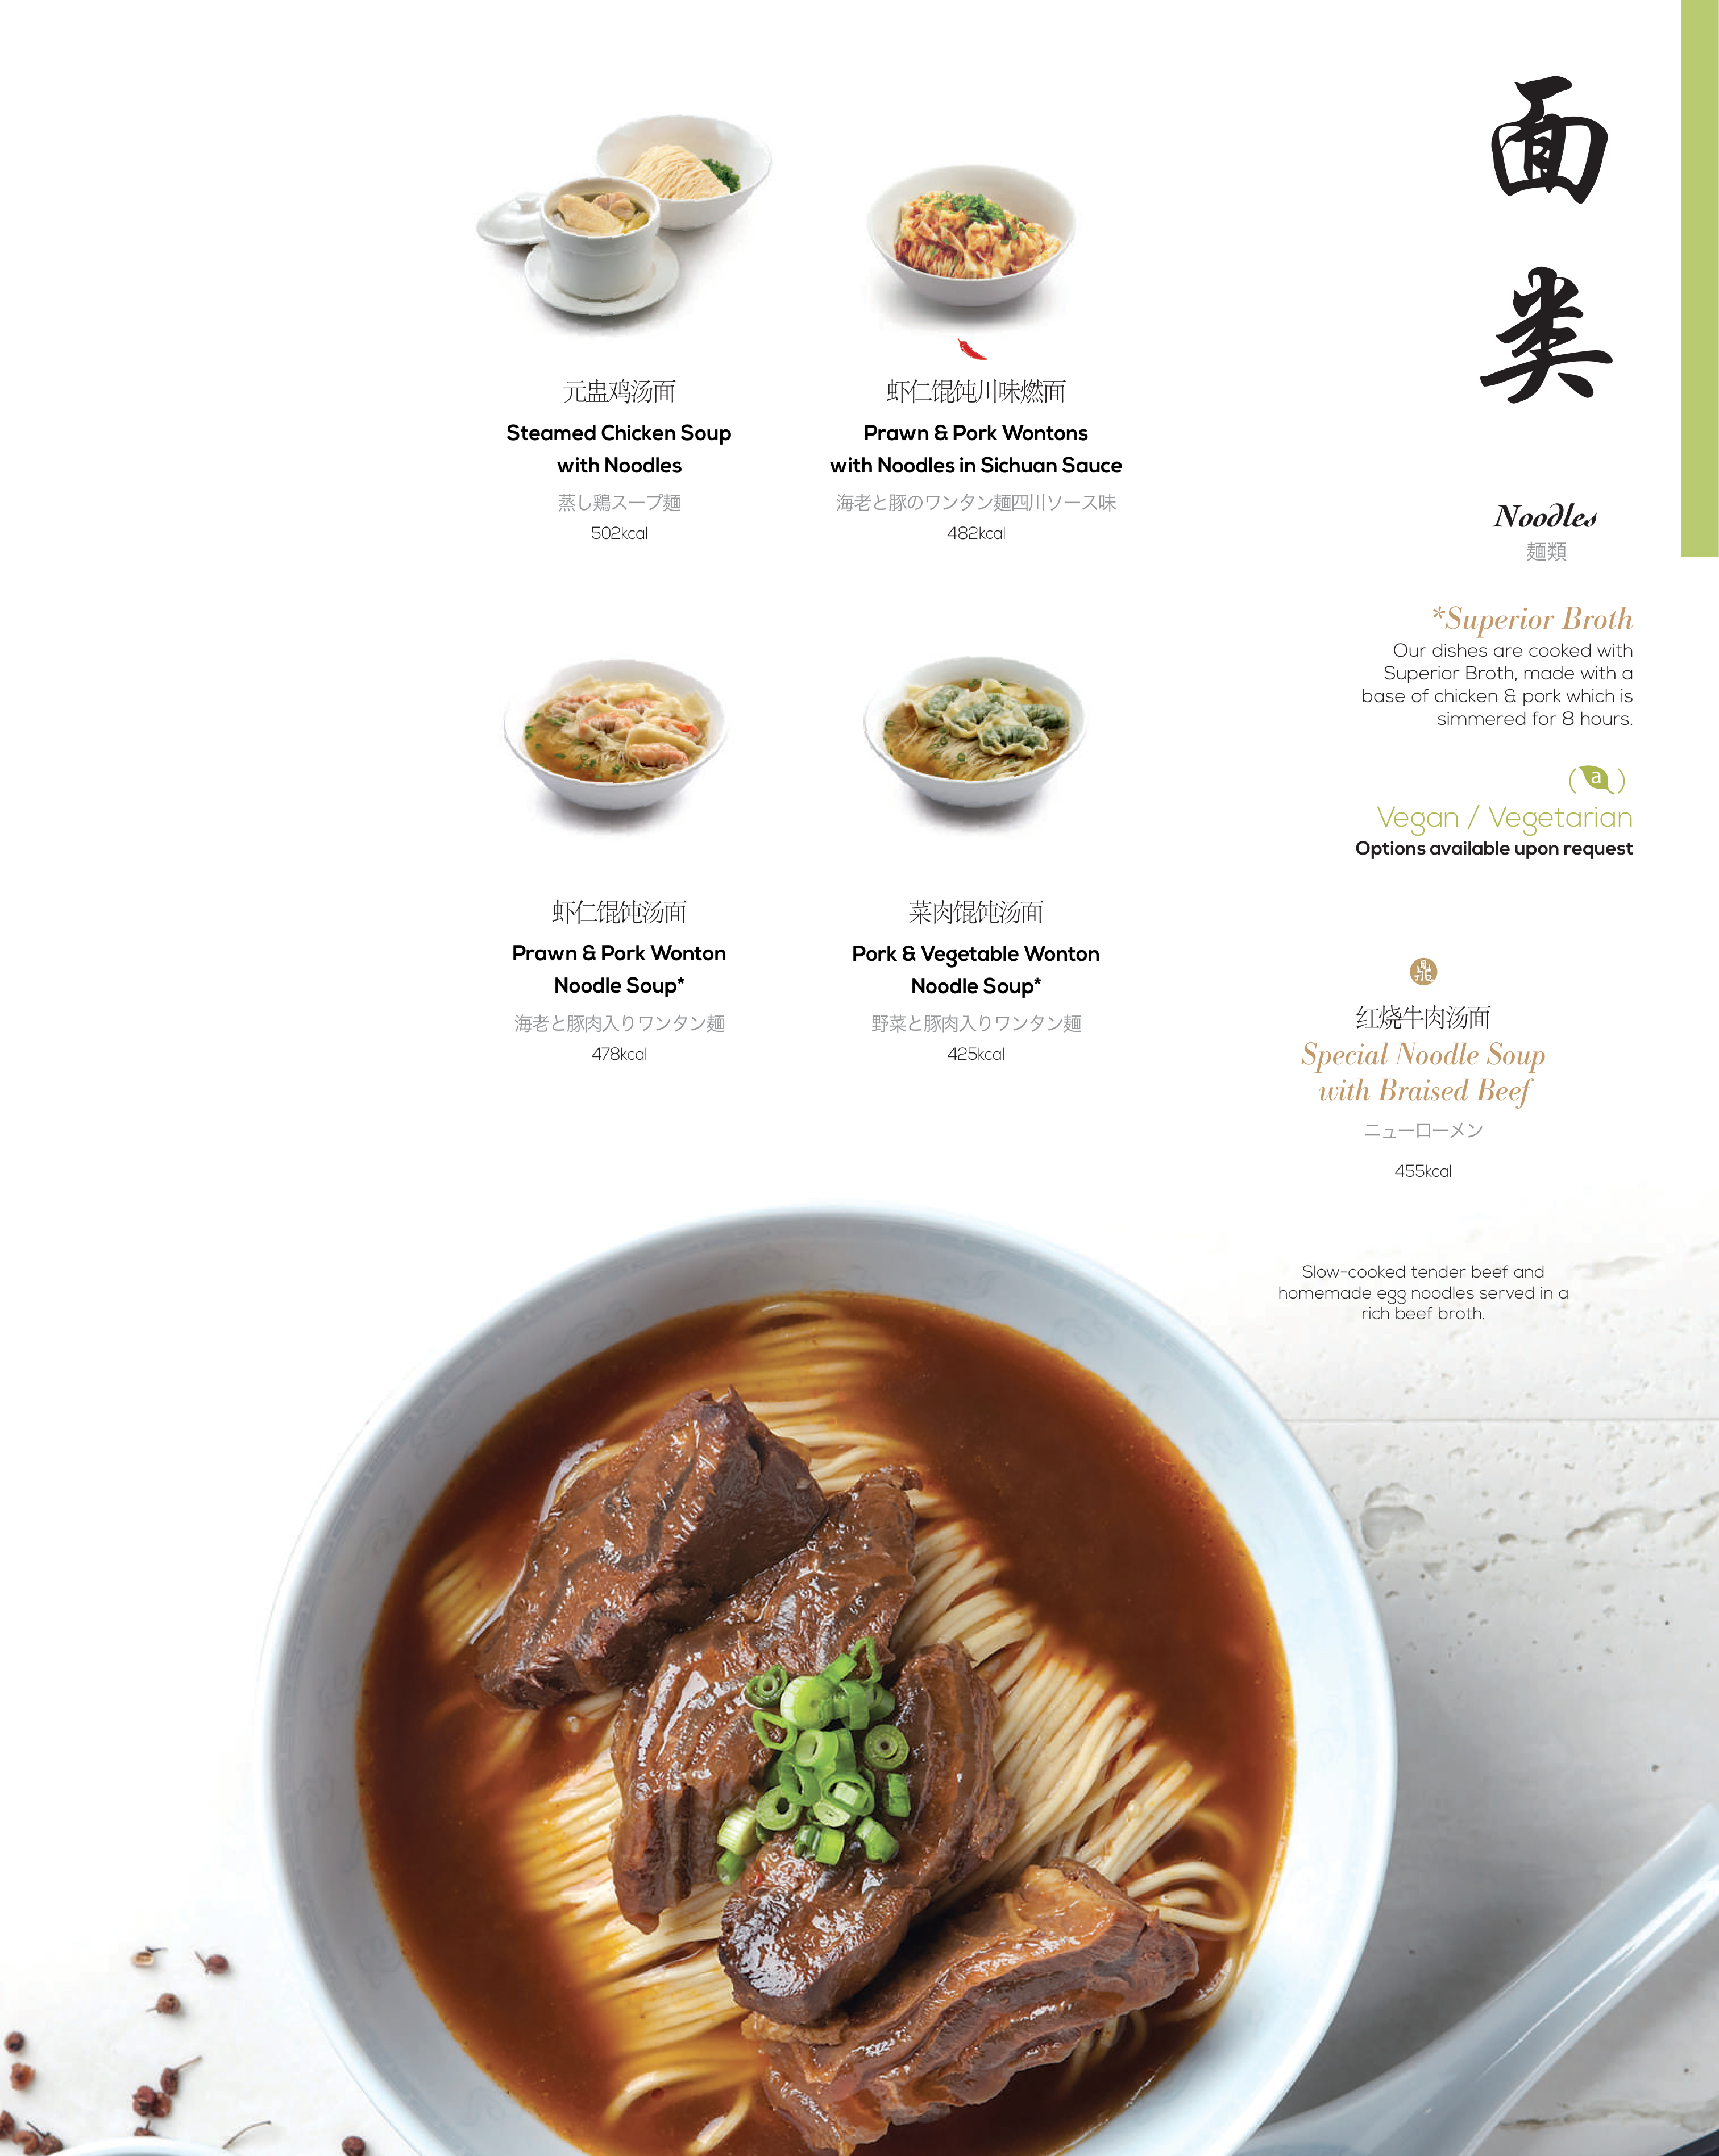 面
类
Noodles
麺類
*Superior Broth
Our dishes are cooked with
Superior Broth, made with a
base of chicken & pork which is
simmered for 8 hours.
a
Vegan / Vegetarian
Options available upon request
元盅鸡汤面
Steamed Chicken Soup
with Noodles
蒸し鶏スープ麺
502kcal
虾仁馄饨川味燃面
Prawn & Pork Wontons
with Noodles in Sichuan Sauce
海老と豚のワンタン麺四川ソース味
482kcal
虾仁馄饨汤面
Prawn & Pork Wonton
Noodle Soup*
海老と豚肉入りワンタン麺
478kcal
菜肉馄饨汤面
Pork & Vegetable Wonton
Noodle Soup*
野菜と豚肉入りワンタン麺
425kcal
红烧牛肉汤面
Special Noodle Soup
with Braised Beef
ニューローメン
455kcal
Slow-cooked tender beef and
homemade egg noodles served in a
rich beef broth.